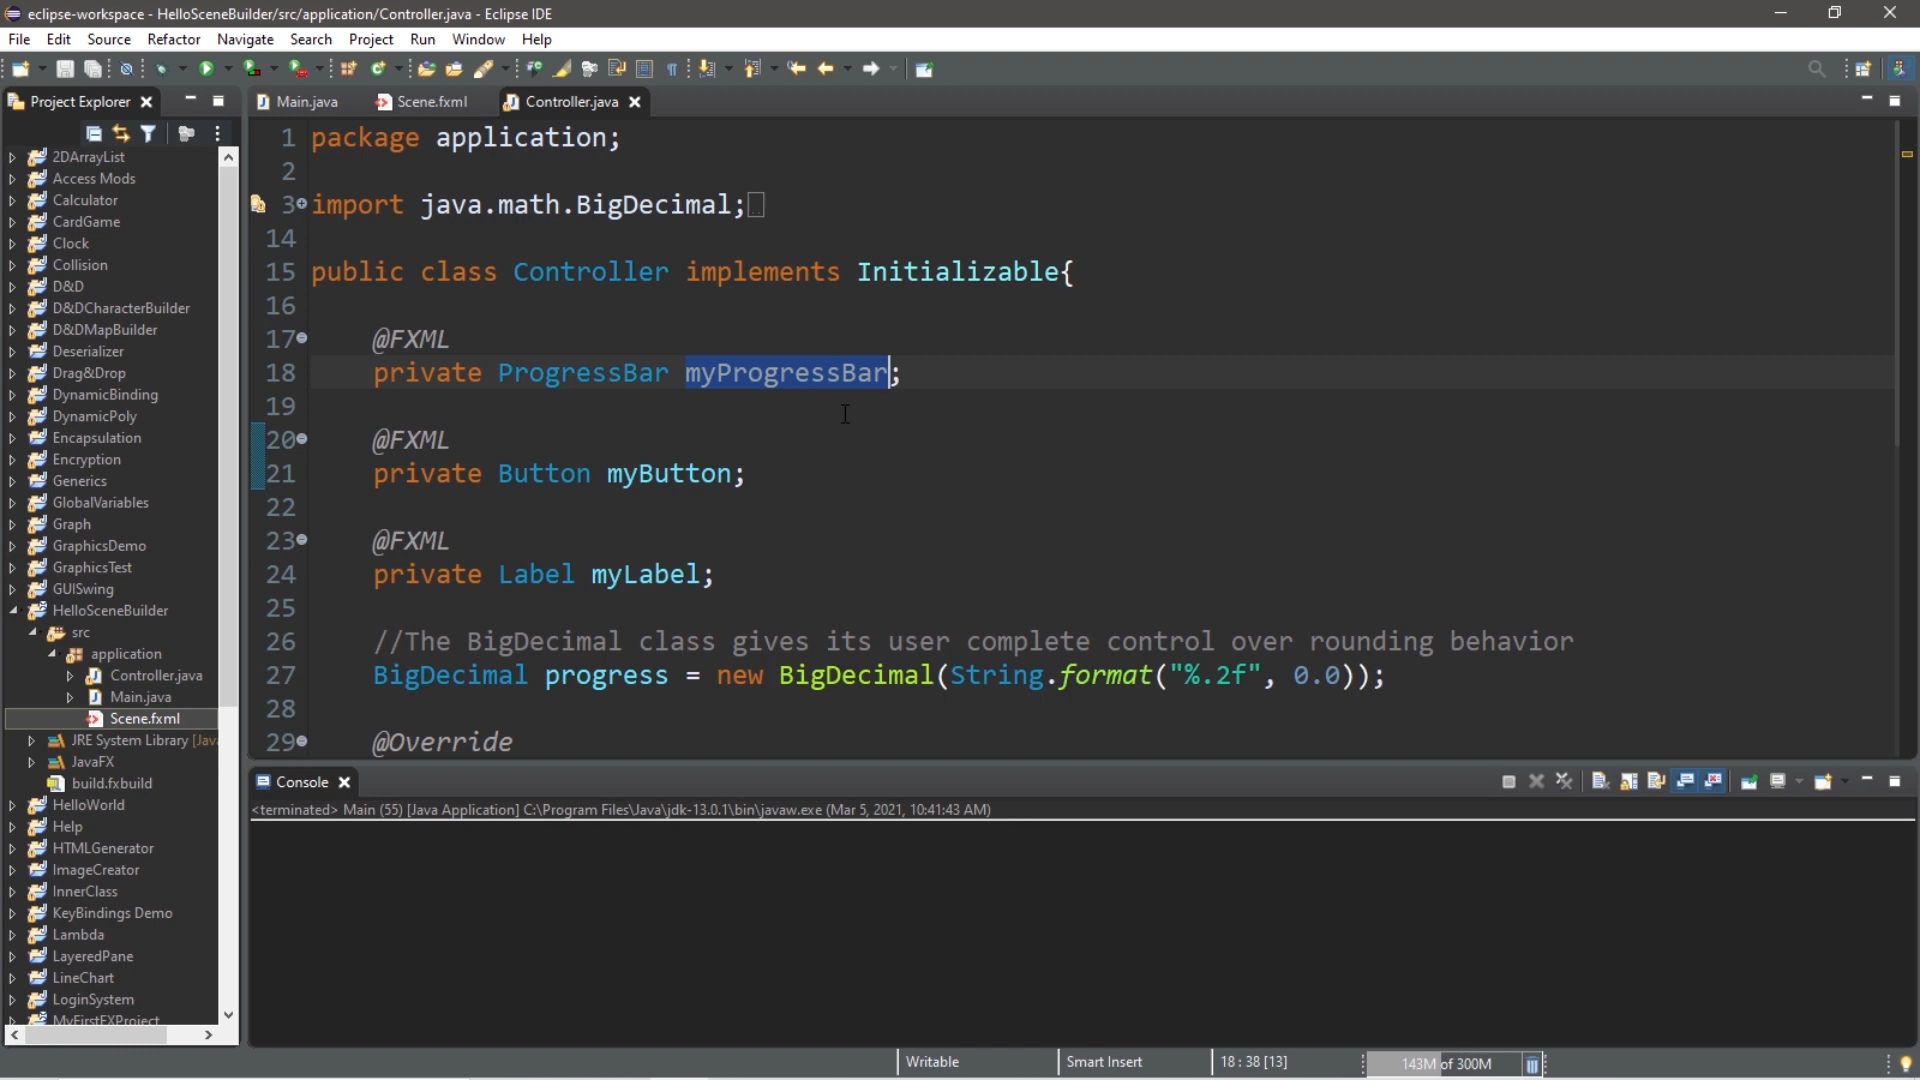 eclipse-workspace - HelloSceneBuilder/src/application/Controller.java - Eclipse IDE
File Edit Source Refactor Navigate Search Project Run Window Help
Project Explorer
Main.java Scene.fxml Controller.java
2DArrayList
Access Mods
Calculator
CardGame
Clock
Collision
D&D
D&DCharacterBuilder
D&DMapBuilder
Deserializer
Drag&Drop
DynamicBinding
DynamicPoly
Encapsulation
Encryption
Generics
GlobalVariables
Graph
GraphicsDemo
GraphicsTest
GUISwing
HelloSceneBuilder
src
application
Controller.java
Main.java
Scene.fxml
JRE System Library [Jav
JavaFX
build.fxbuild
HelloWorld
Help
HTMLGenerator
ImageCreator
InnerClass
KeyBindings Demo
Lambda
LayeredPane
LineChart
LoginSystem
MyFirstFXProject
1 package application;
2
3 import java.math.BigDecimal;
14
15 public class Controller implements Initializable{
16
17 @FXML
18 private ProgressBar myProgressBar;
19
20 @FXML
21 private Button myButton;
22
23 @FXML
24 private Label myLabel;
25
26 //The BigDecimal class gives its user complete control over rounding behavior
27 BigDecimal progress = new BigDecimal(String.format("%.2f", 0.0));
28
29 @Override
Console
<terminated> Main (55) [Java Application] C:\Program Files\Java\jdk-13.0.1\bin\javaw.exe (Mar 5, 2021, 10:41:43 AM)
Writable Smart Insert 18 : 38 [13] 143M of 300M